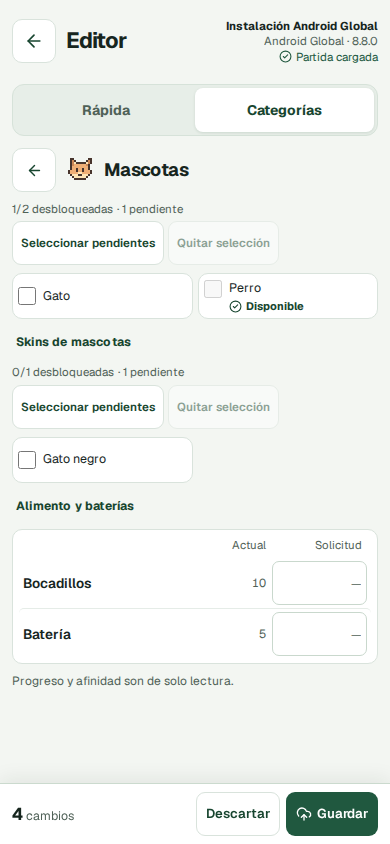 Editor
Instalación Android Global
Android Global · 8.8.0
Partida cargada
Rápida
Categorías
Mascotas
1/2 desbloqueadas · 1 pendiente
Seleccionar pendientes
Quitar selección
Gato
Perro
Disponible
Skins de mascotas
0/1 desbloqueadas · 1 pendiente
Seleccionar pendientes
Quitar selección
Gato negro
Alimento y baterías
Actual
Solicitud
Bocadillos
10
—
Batería
5
—
Progreso y afinidad son de solo lectura.
4 cambios
Descartar
Guardar